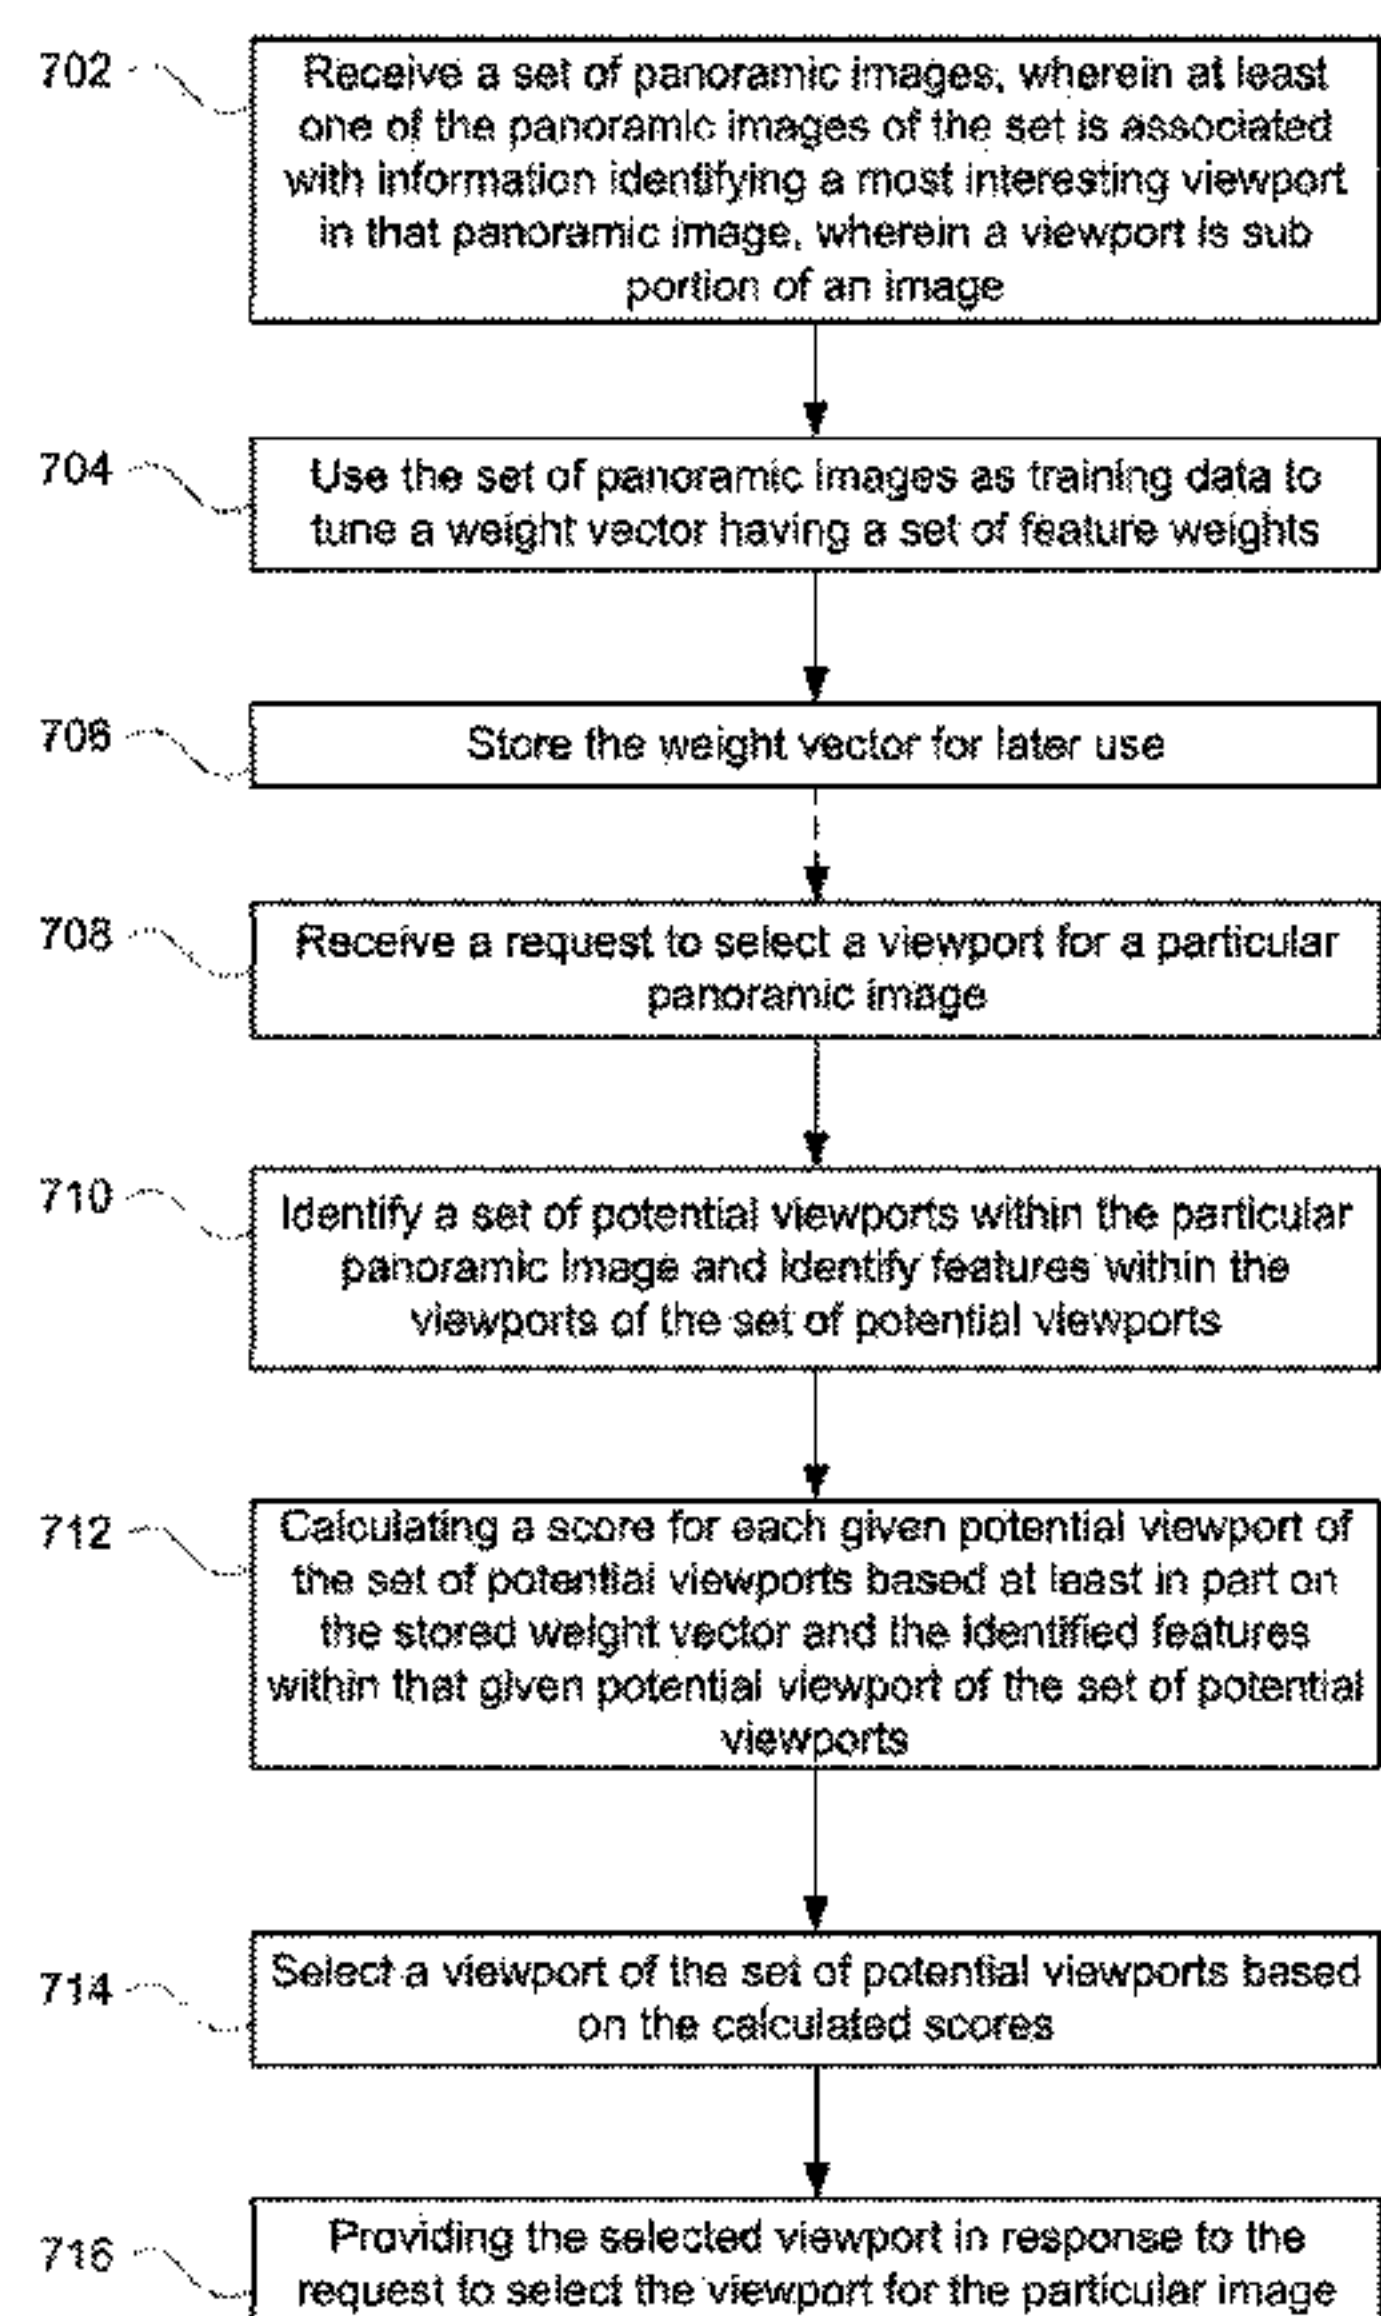 702
Receive a set of panoramic images, wherein at least
one of the panoramic images of the set is associated
with information identifying a most interesting viewport
in that panoramic image, wherein a viewport is sub
portion of an image
704
Use the set of panoramic images as training data to
tune a weight vector having a set of feature weights
706
Store the weight vector for later use
708
Receive a request to select a viewport for a particular
panoramic image
710
Identify a set of potential viewports within the particular
panoramic image and identify features within the
viewports of the set of potential viewports
712
Calculating a score for each given potential viewport of
the set of potential viewports based at least in part on
the stored weight vector and the identified features
within that given potential viewport of the set of potential
viewports
714
Select a viewport of the set of potential viewports based
on the calculated scores
716
Providing the selected viewport in response to the
request to select the viewport for the particular image